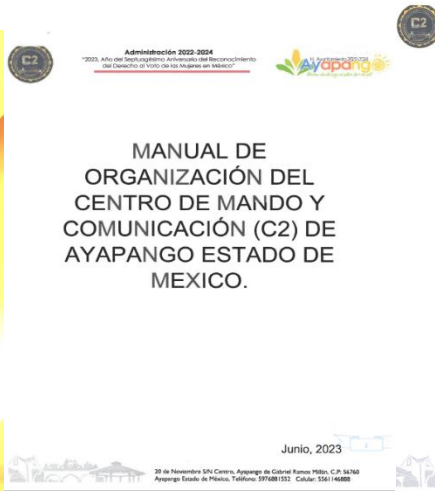 C2
C2
Administración 2022-2024
"2023, Año del Septuagésimo Aniversario del Reconocimiento
del Derecho al Voto de las Mujeres en México"
Ayapango
MANUAL DE
ORGANIZACIÓN DEL
CENTRO DE MANDO Y
COMUNICACIÓN (C2) DE
AYAPANGO ESTADO DE
MEXICO.
Junio, 2023
20 de Noviembre S/N Centro, Ayapango de Gabriel Ramos Millán, C.P. 56760
Ayapango Estado de México, Teléfono: 5976881552 Celular: 5561146888